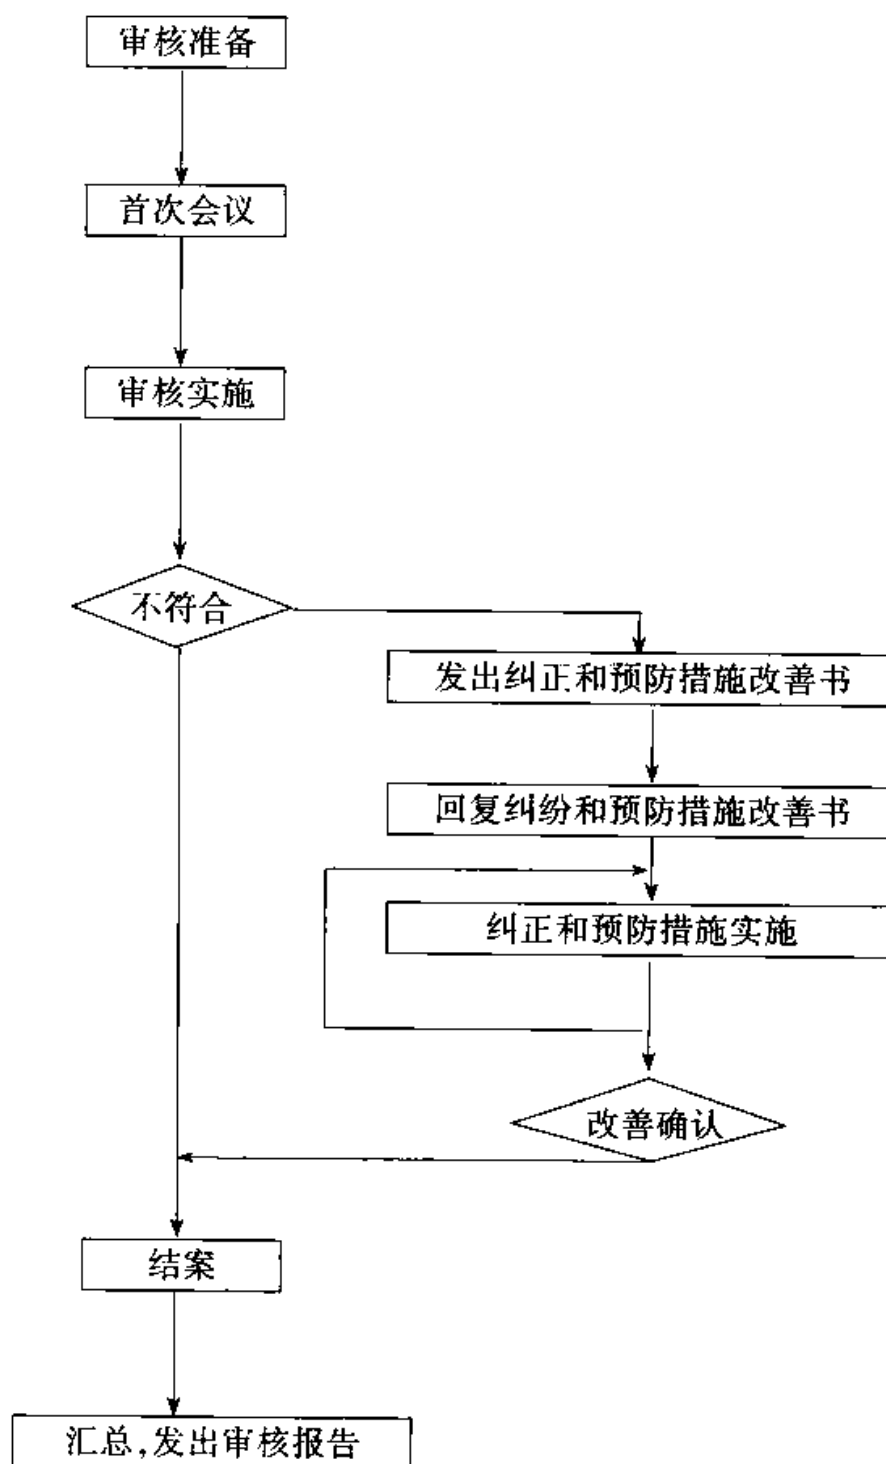 审核准备
首次会议
审核实施
不符合
发出纠正和预防措施改善书
回复纠纷和预防措施改善书
纠正和预防措施实施
改善确认
结案
汇总,发出审核报告